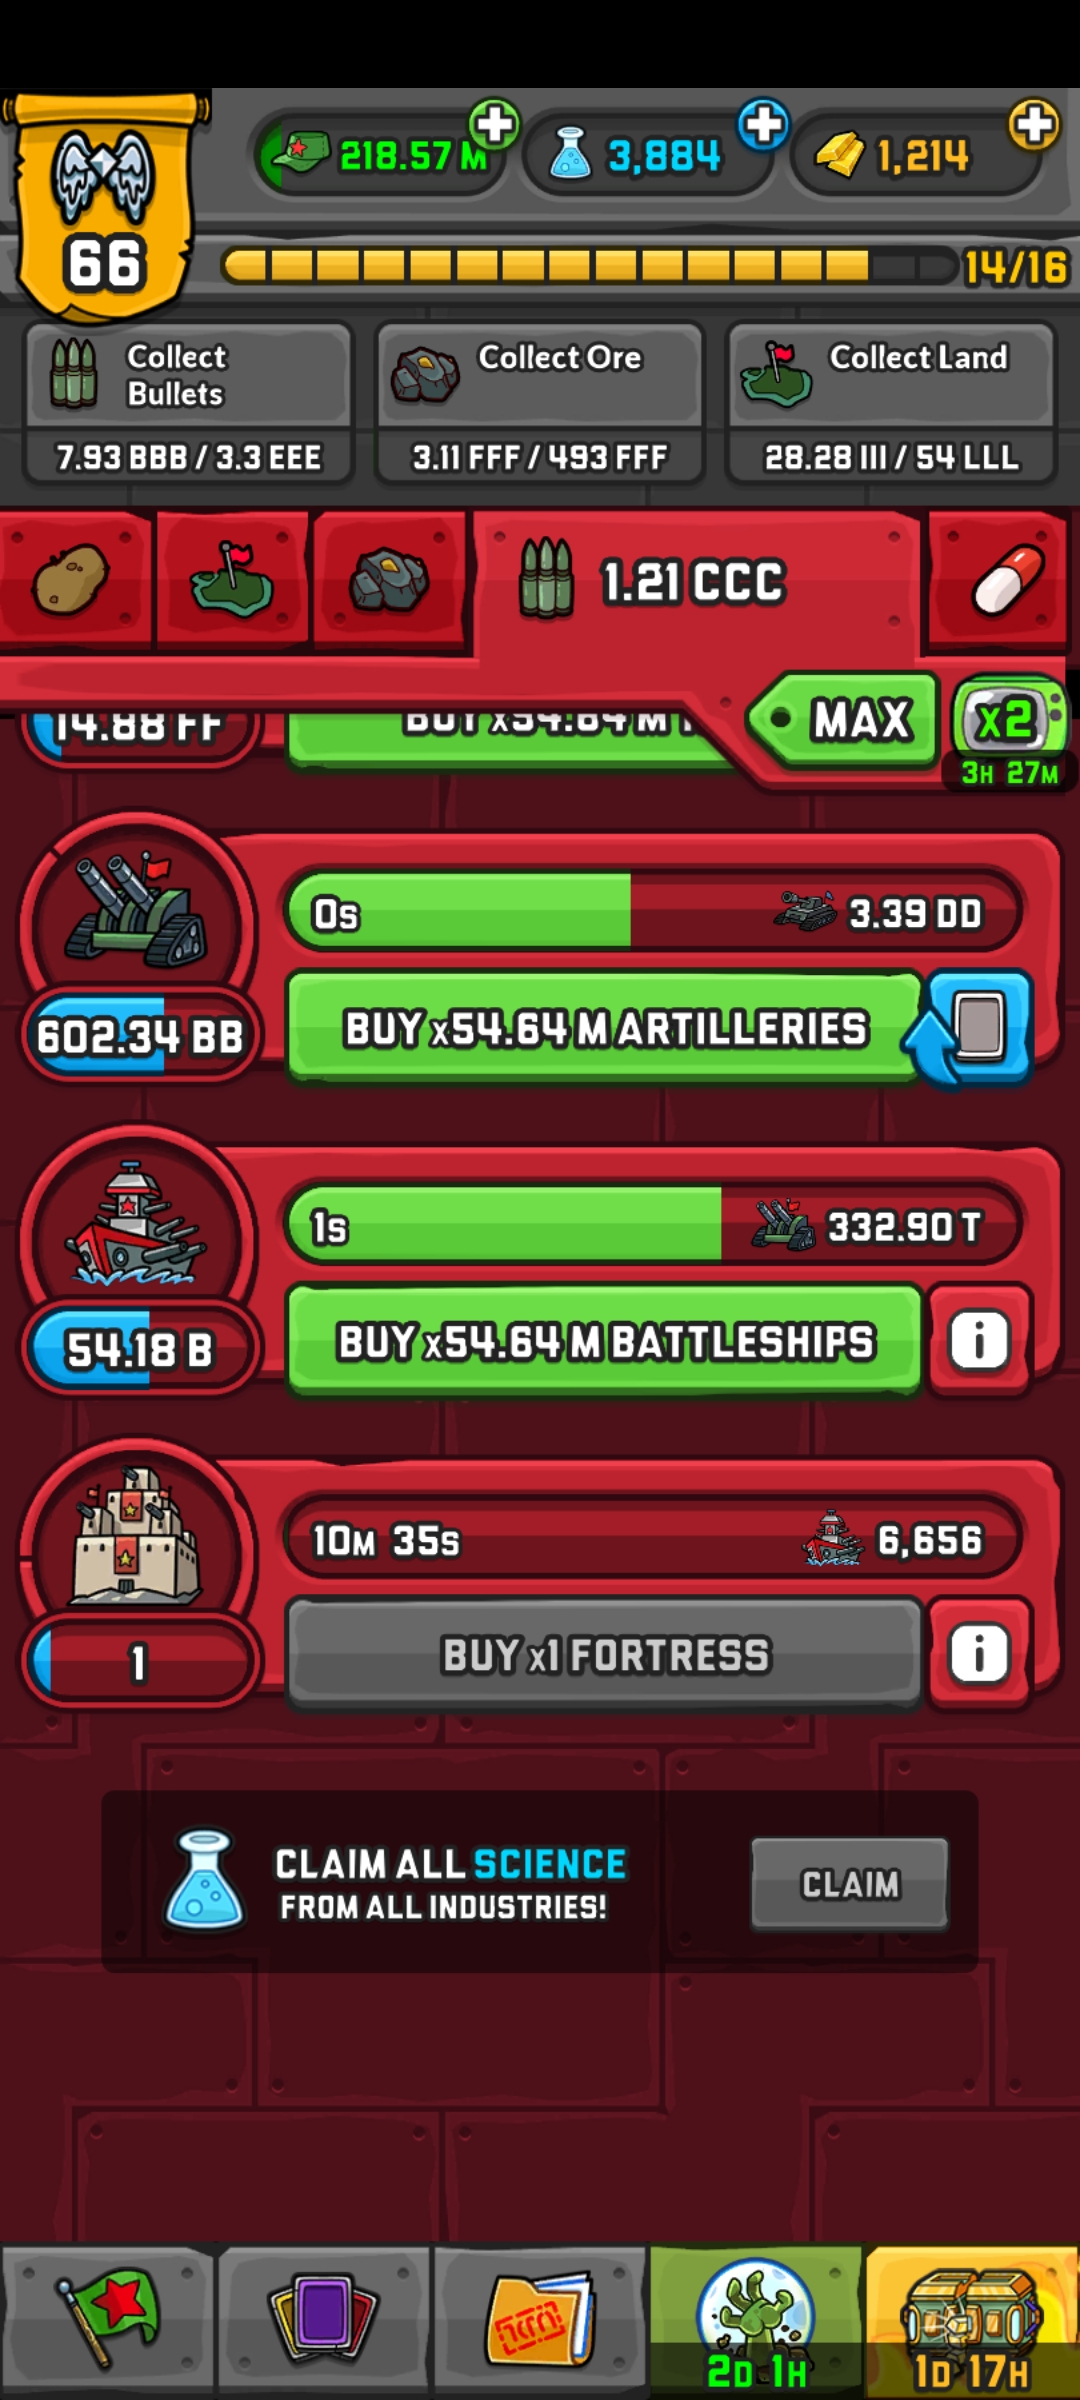 218.57 M
3,884
1,214
66
14/16
Collect
Bullets
Collect Ore
Collect Land
7.93 BBB / 3.3 EEE
3.11 FFF / 493 FFF
28.28 III / 54 LLL
1.21 CCC
MAX
x2
3H 27M
14.88 FF
BUY x54.64 M
0s
3.39 DD
602.34 BB
BUY x54.64 M ARTILLERIES
1s
332.90 T
54.18 B
BUY x54.64 M BATTLESHIPS
i
10M 35s
6,656
1
BUY x1 FORTRESS
i
CLAIM ALL SCIENCE
FROM ALL INDUSTRIES!
CLAIM
2D 1H
1D 17H